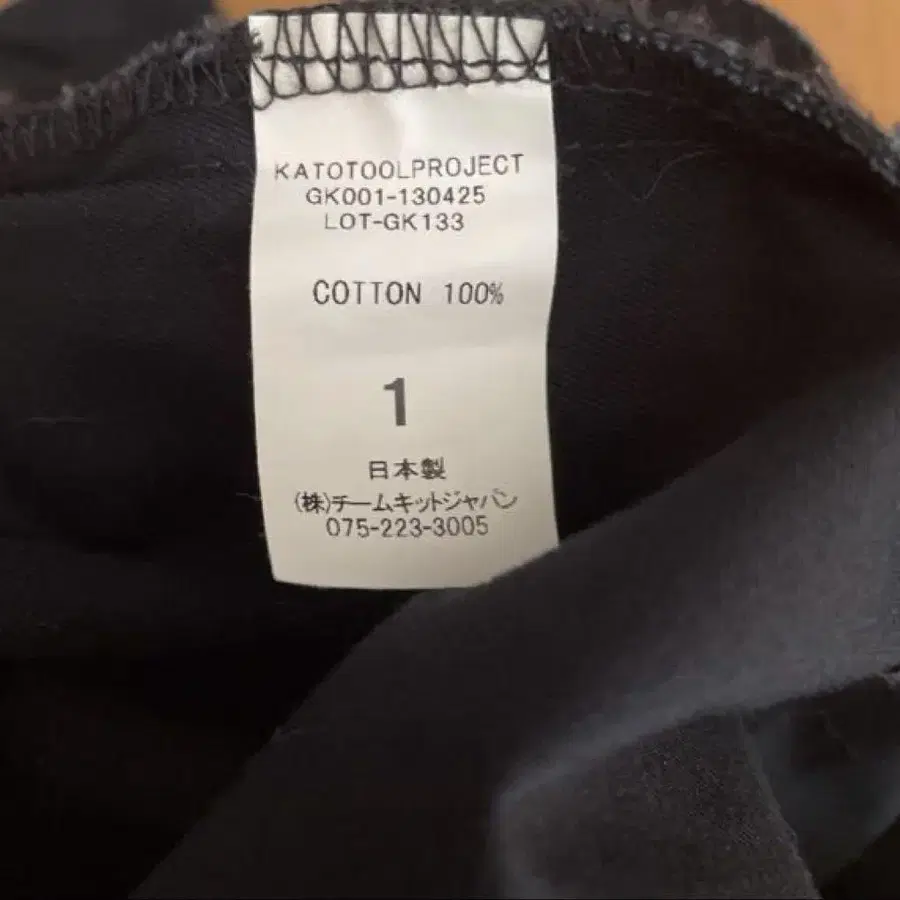 KATOTOOLPROJECT
GK001-130425
LOT-GK133
COTTON 100%
1
日本製
(株)チームキットジャパン
075-223-3005